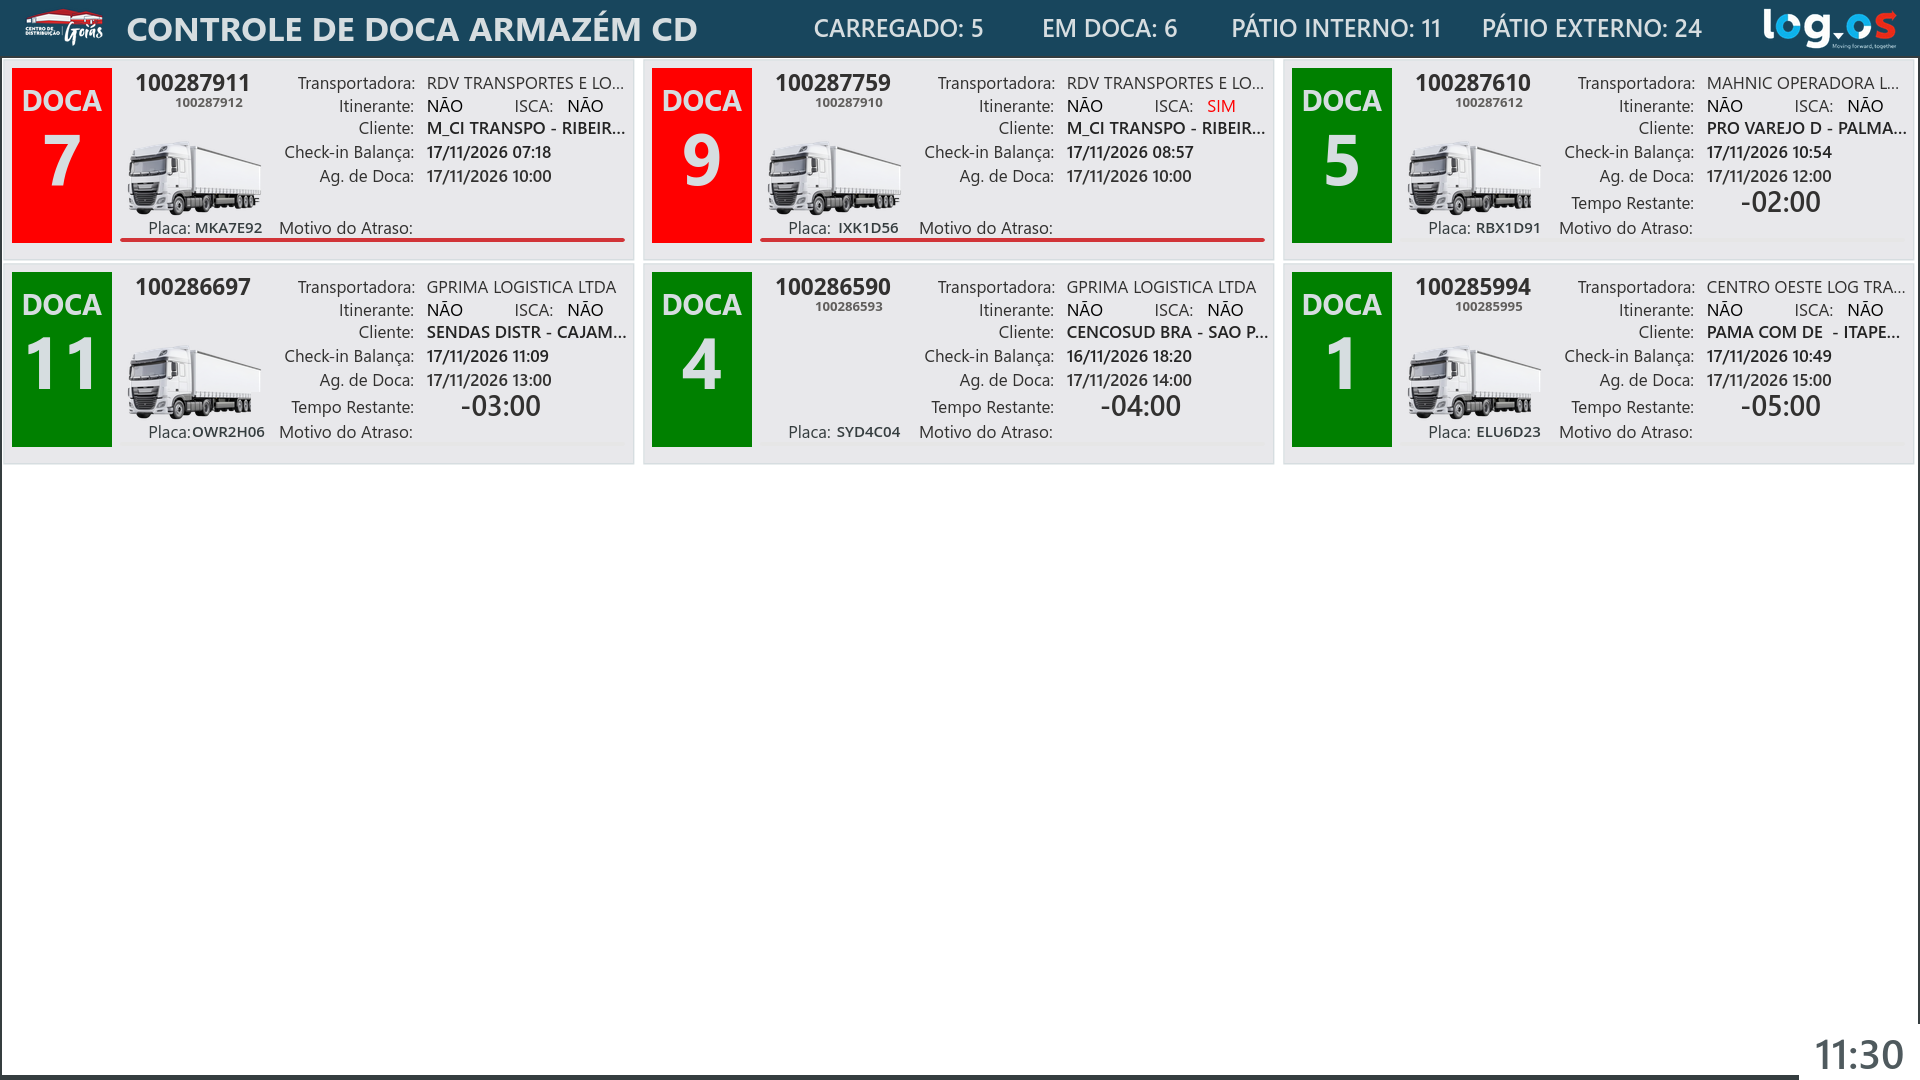 CENTRO DE DISTRIBUIÇÃO Goiás
CONTROLE DE DOCA ARMAZÉM CD
CARREGADO: 5
EM DOCA: 6
PÁTIO INTERNO: 11
PÁTIO EXTERNO: 24
log.os
Moving forward, together
DOCA
7
100287911
100287912
Placa: MKA7E92
Transportadora: RDV TRANSPORTES E LO...
Itinerante: NÃO ISCA: NÃO
Cliente: M_CI TRANSPO - RIBEIR...
Check-in Balança: 17/11/2026 07:18
Ag. de Doca: 17/11/2026 10:00
Motivo do Atraso:
DOCA
9
100287759
100287910
Placa: IXK1D56
Transportadora: RDV TRANSPORTES E LO...
Itinerante: NÃO ISCA: SIM
Cliente: M_CI TRANSPO - RIBEIR...
Check-in Balança: 17/11/2026 08:57
Ag. de Doca: 17/11/2026 10:00
Motivo do Atraso:
DOCA
5
100287610
100287612
Placa: RBX1D91
Transportadora: MAHNIC OPERADORA L...
Itinerante: NÃO ISCA: NÃO
Cliente: PRO VAREJO D - PALMA...
Check-in Balança: 17/11/2026 10:54
Ag. de Doca: 17/11/2026 12:00
Tempo Restante: -02:00
Motivo do Atraso:
DOCA
11
100286697
Placa: OWR2H06
Transportadora: GPRIMA LOGISTICA LTDA
Itinerante: NÃO ISCA: NÃO
Cliente: SENDAS DISTR - CAJAM...
Check-in Balança: 17/11/2026 11:09
Ag. de Doca: 17/11/2026 13:00
Tempo Restante: -03:00
Motivo do Atraso:
DOCA
4
100286590
100286593
Placa: SYD4C04
Transportadora: GPRIMA LOGISTICA LTDA
Itinerante: NÃO ISCA: NÃO
Cliente: CENCOSUD BRA - SAO P...
Check-in Balança: 16/11/2026 18:20
Ag. de Doca: 17/11/2026 14:00
Tempo Restante: -04:00
Motivo do Atraso:
DOCA
1
100285994
100285995
Placa: ELU6D23
Transportadora: CENTRO OESTE LOG TRA...
Itinerante: NÃO ISCA: NÃO
Cliente: PAMA COM DE - ITAPE...
Check-in Balança: 17/11/2026 10:49
Ag. de Doca: 17/11/2026 15:00
Tempo Restante: -05:00
Motivo do Atraso:
11:30